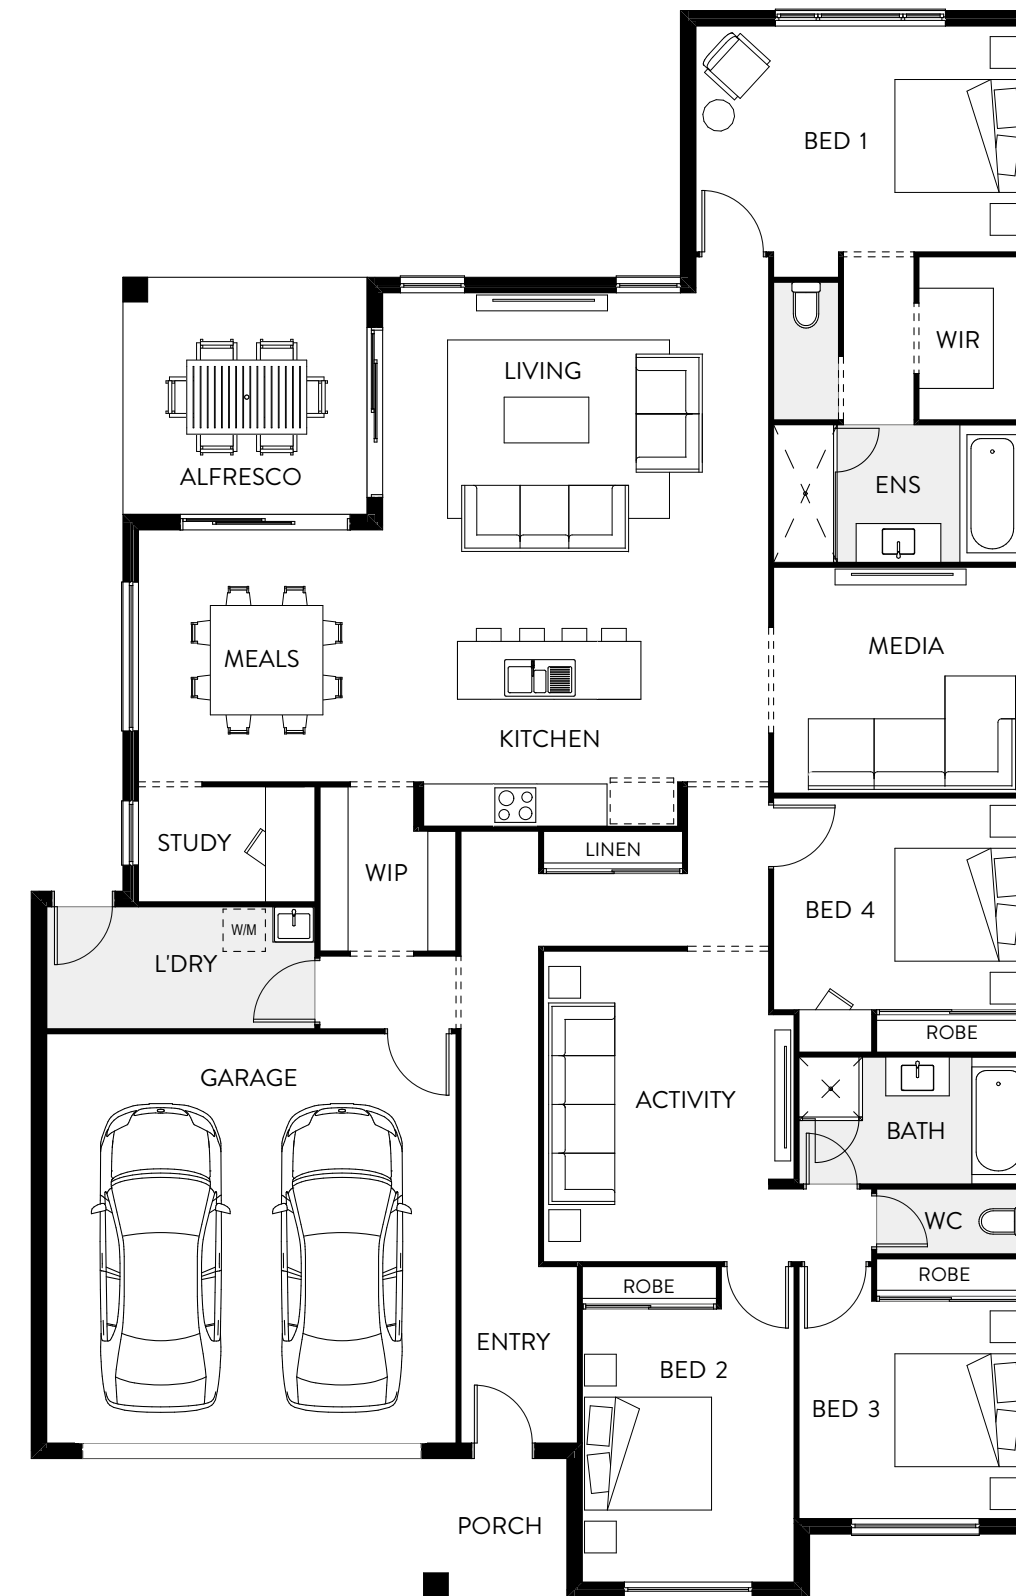 BED 1
WIR
LIVING
ALFRESCO
ENS
MEDIA
MEALS
KITCHEN
STUDY
LINEN
WIP
BED 4
W/M
L'DRY
ROBE
GARAGE
ACTIVITY
BATH
WC
ROBE
ROBE
ENTRY
BED 2
BED 3
PORCH